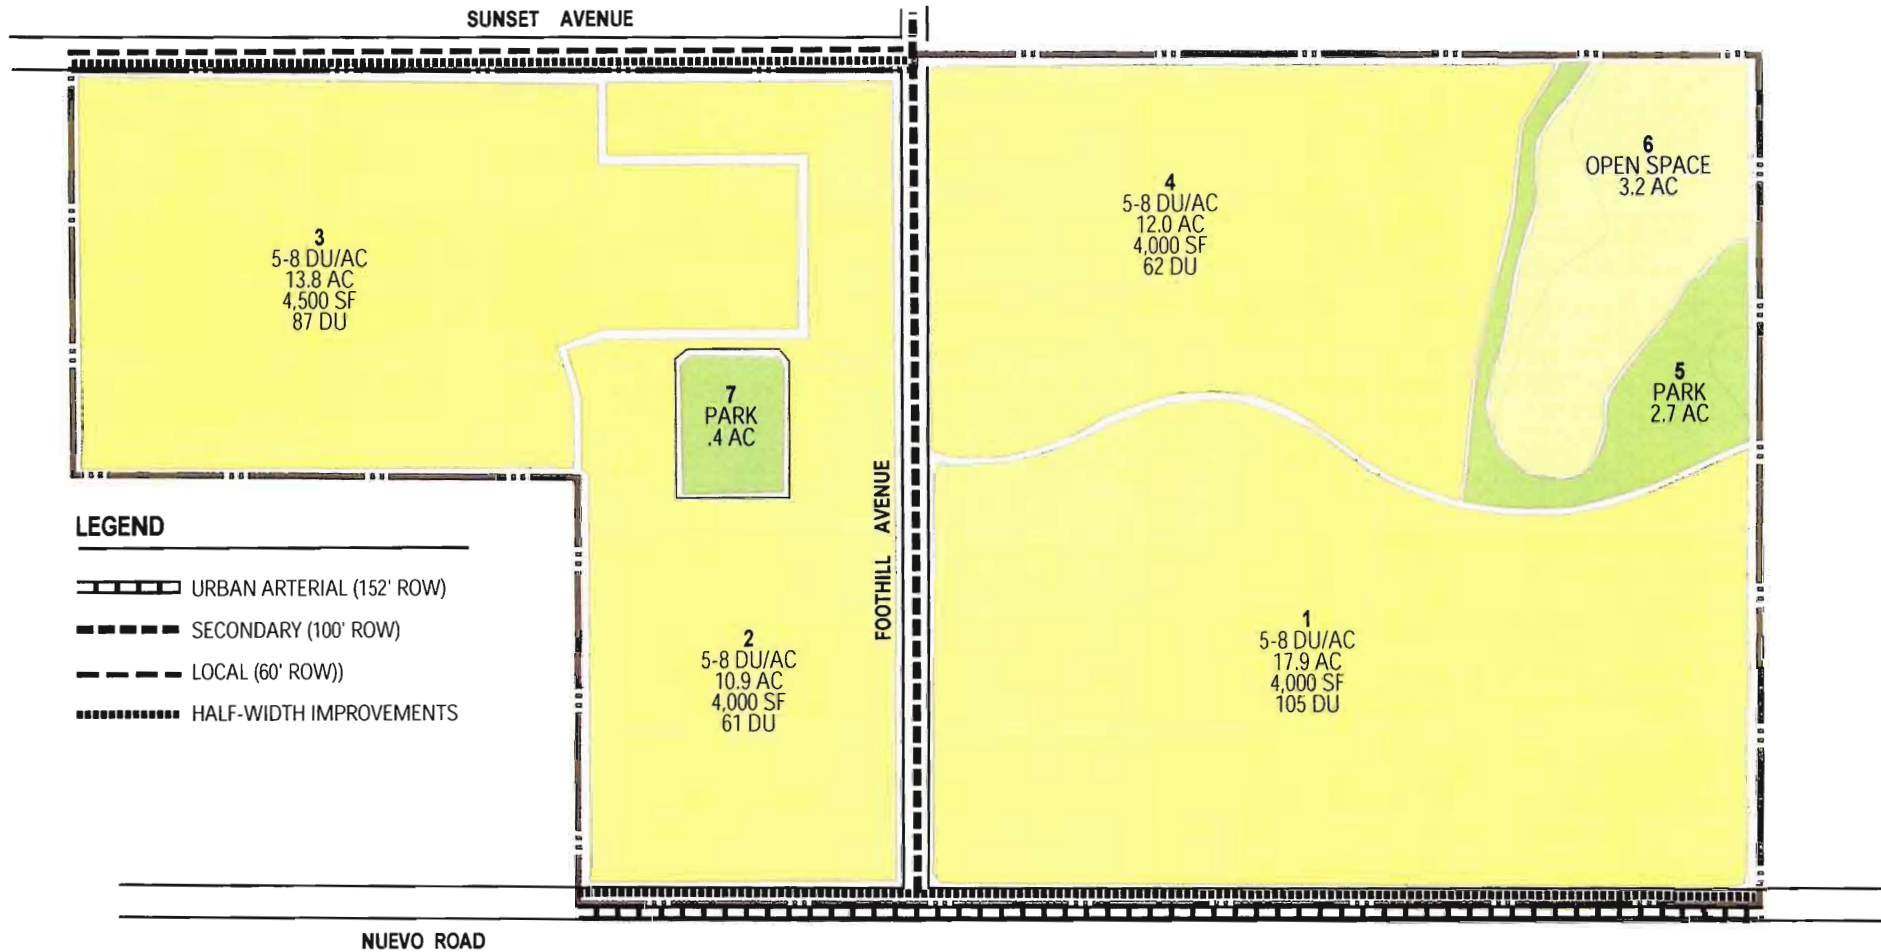 SUNSET AVENUE
3
5-8 DU/AC
13.8 AC
4,500 SF
87 DU
4
5-8 DU/AC
12.0 AC
4,000 SF
62 DU
6
OPEN SPACE
3.2 AC
5
PARK
2.7 AC
7
PARK
.4 AC
FOOTHILL AVENUE
2
5-8 DU/AC
10.9 AC
4,000 SF
61 DU
1
5-8 DU/AC
17.9 AC
4,000 SF
105 DU
LEGEND
URBAN ARTERIAL (152' ROW)
SECONDARY (100' ROW)
LOCAL (60' ROW))
HALF-WIDTH IMPROVEMENTS
NUEVO ROAD